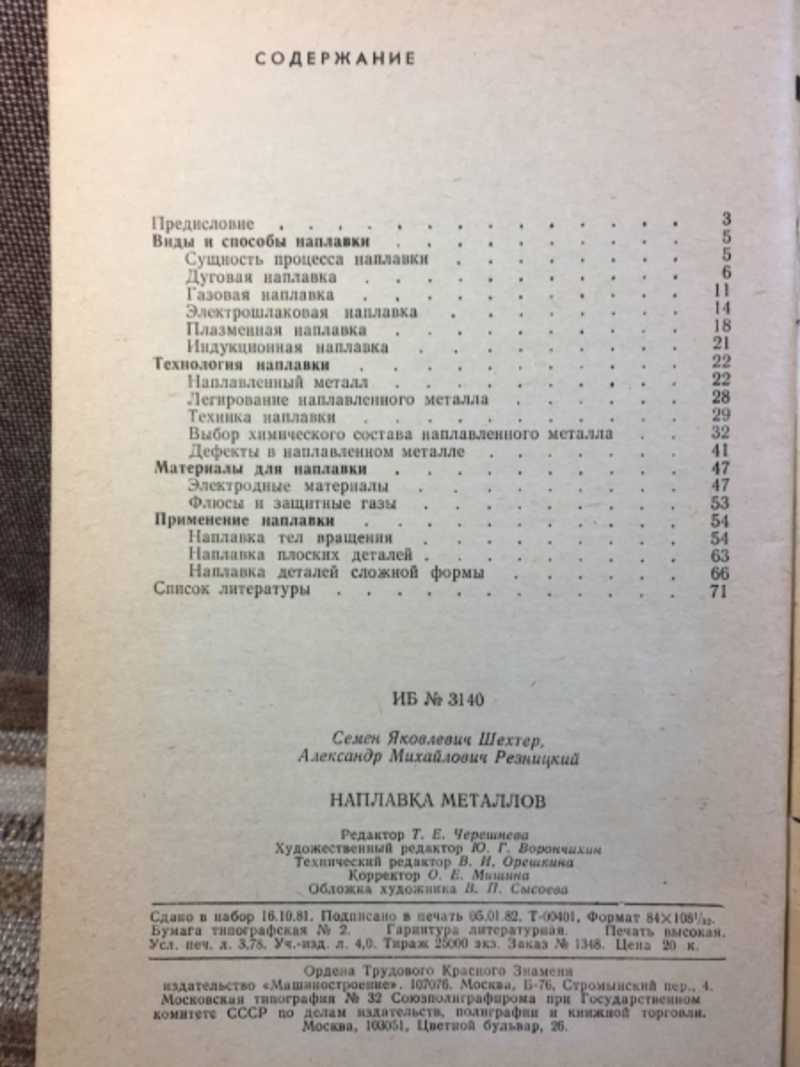 СОДЕРЖАНИЕ
Предисловие . . . . . . . . . . . . . . 3
Виды и способы наплавки . . . . . . . . . . 5
Сущность процесса наплавки . . . . . . . . 5
Дуговая наплавка . . . . . . . . . . . 6
Газовая наплавка . . . . . . . . . . . 11
Электрошлаковая наплавка . . . . . . . . 14
Плазменная наплавка . . . . . . . . . . 18
Индукционная наплавка . . . . . . . . . 21
Технология наплавки . . . . . . . . . . . 22
Наплавленный металл . . . . . . . . . . 22
Легирование наплавленного металла . . . . . . 28
Техника наплавки . . . . . . . . . . . 29
Выбор химического состава наплавленного металла . . 32
Дефекты в наплавленном металле . . . . . . . 41
Материалы для наплавки . . . . . . . . . . 47
Электродные материалы . . . . . . . . . 47
Флюсы и защитные газы . . . . . . . . . 53
Применение наплавки . . . . . . . . . . . 54
Наплавка тел вращения . . . . . . . . . 54
Наплавка плоских деталей . . . . . . . . . 63
Наплавка деталей сложной формы . . . . . . 66
Список литературы . . . . . . . . . . . . 71
ИБ № 3140
Семен Яковлевич Шехтер,
Александр Михайлович Резницкий
НАПЛАВКА МЕТАЛЛОВ
Редактор Т. Е. Черешнева
Художественный редактор Ю. Г. Ворончихин
Технический редактор В. И. Орешкина
Корректор О. Е. Мишина
Обложка художника В. П. Сысоева
Сдано в набор 16.10.81. Подписано в печать 05.01.82. Т-00401, Формат 84×108¹/₃₂.
Бумага типографская № 2. Гарнитура литературная. Печать высокая.
Усл. печ. л. 3,78. Уч.-изд. л. 4,0. Тираж 25000 экз. Заказ № 1348. Цена 20 к.
Ордена Трудового Красного Знамени
издательство «Машиностроение». 107076. Москва, Б-76, Стромынский пер., 4.
Московская типография № 32 Союзполиграфпрома при Государственном
комитете СССР по делам издательств, полиграфии и книжной торговли.
Москва, 103051, Цветной бульвар, 26.